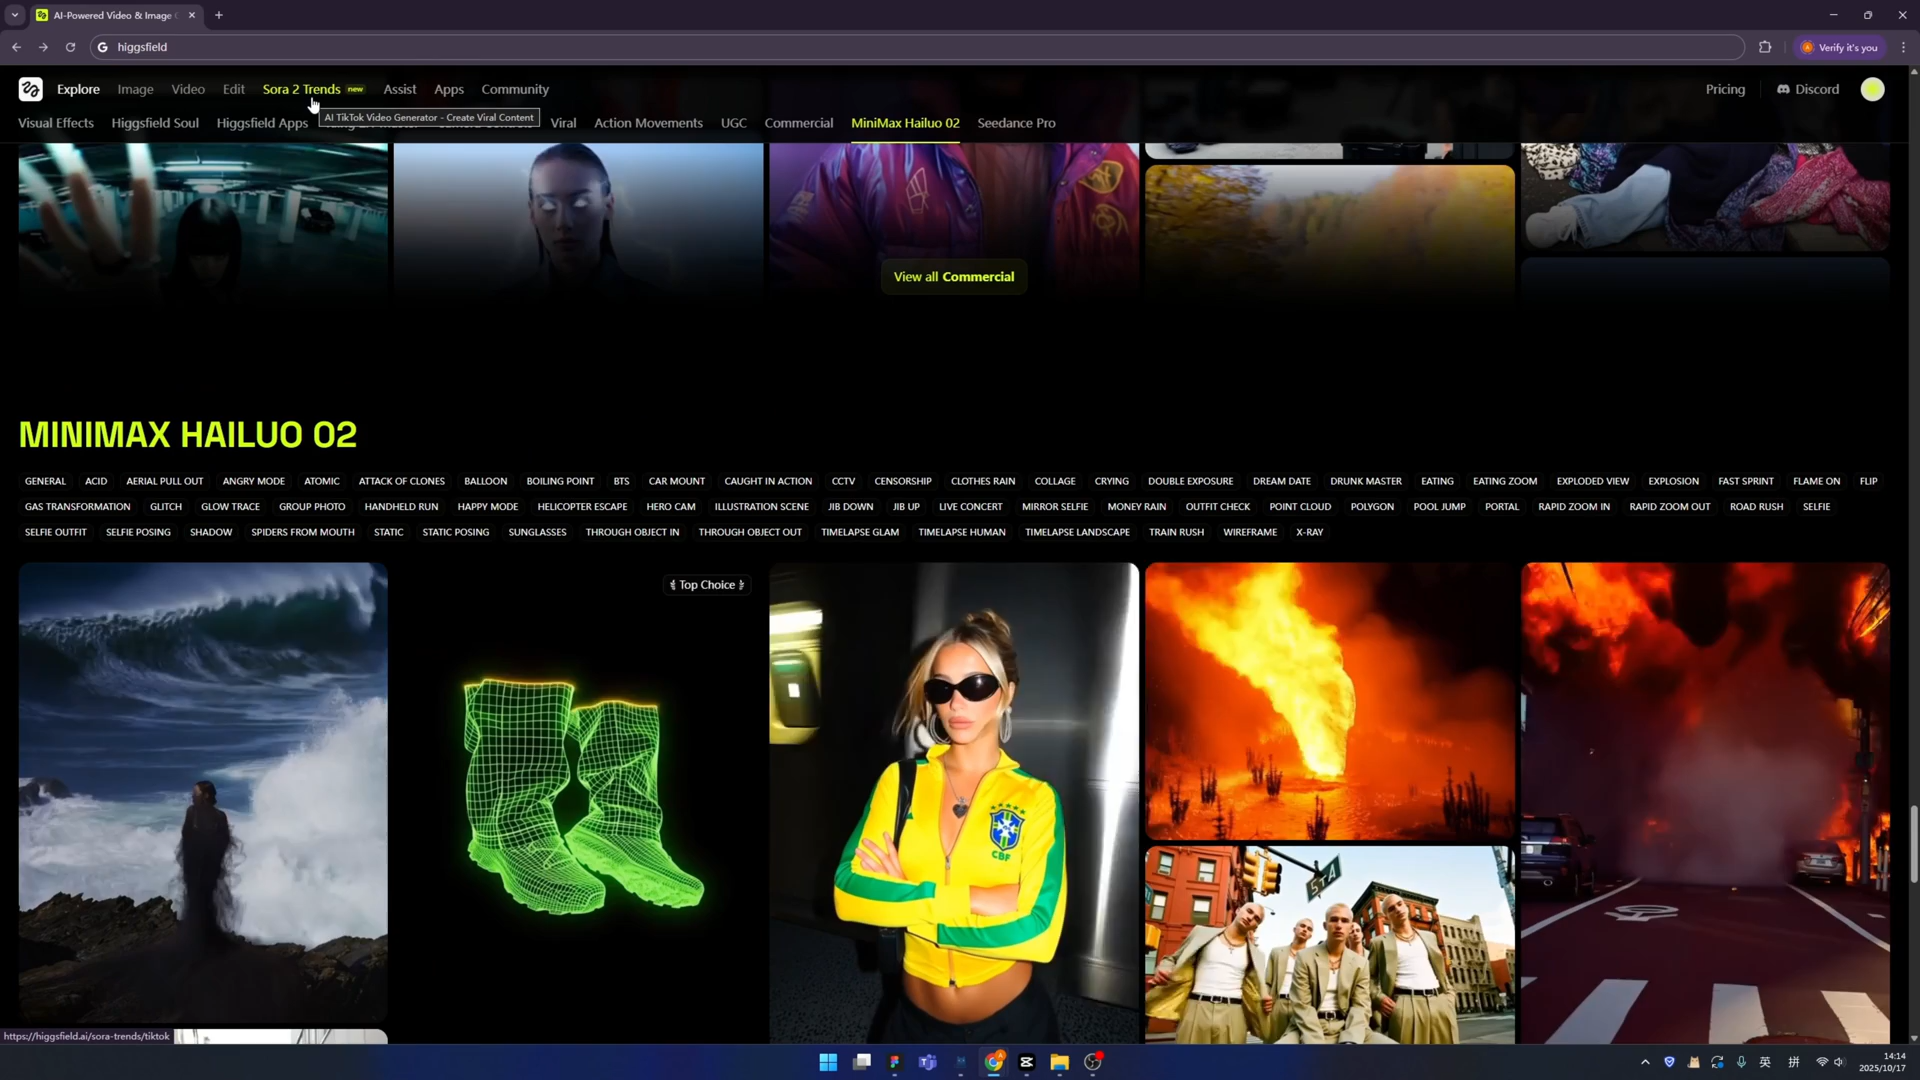 AI-Powered Video & Image
higgsfield
Verify it's you
Explore Image Video Edit Sora 2 Trends new Assist Apps Community
Pricing Discord
AI TikTok Video Generator - Create Viral Content
Visual Effects Higgsfield Soul Higgsfield Apps Viral Action Movements UGC Commercial MiniMax Hailuo 02 Seedance Pro
View all Commercial
MINIMAX HAILUO 02
GENERAL ACID AERIAL PULL OUT ANGRY MODE ATOMIC ATTACK OF CLONES BALLOON BOILING POINT BTS CAR MOUNT CAUGHT IN ACTION CCTV CENSORSHIP CLOTHES RAIN COLLAGE CRYING DOUBLE EXPOSURE DREAM DATE DRUNK MASTER EATING EATING ZOOM EXPLODED VIEW EXPLOSION FAST SPRINT FLAME ON FLIP
GAS TRANSFORMATION GLITCH GLOW TRACE GROUP PHOTO HANDHELD RUN HAPPY MODE HELICOPTER ESCAPE HERO CAM ILLUSTRATION SCENE JIB DOWN JIB UP LIVE CONCERT MIRROR SELFIE MONEY RAIN OUTFIT CHECK POINT CLOUD POLYGON POOL JUMP PORTAL RAPID ZOOM IN RAPID ZOOM OUT ROAD RUSH SELFIE
SELFIE OUTFIT SELFIE POSING SHADOW SPIDERS FROM MOUTH STATIC STATIC POSING SUNGLASSES THROUGH OBJECT IN THROUGH OBJECT OUT TIMELAPSE GLAM TIMELAPSE HUMAN TIMELAPSE LANDSCAPE TRAIN RUSH WIREFRAME X-RAY
Top Choice
CBF
5TA
https://higgsfield.ai/sora-trends/tiktok
英 拼
14:14
2025/10/17